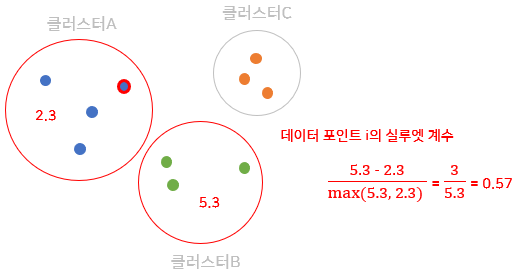 클러스터A
클러스터C
2.3
데이터 포인트 i의 실루엣 계수
5.3 - 2.3
max(5.3, 2.3)
= 3
5.3
= 0.57
5.3
클러스터B